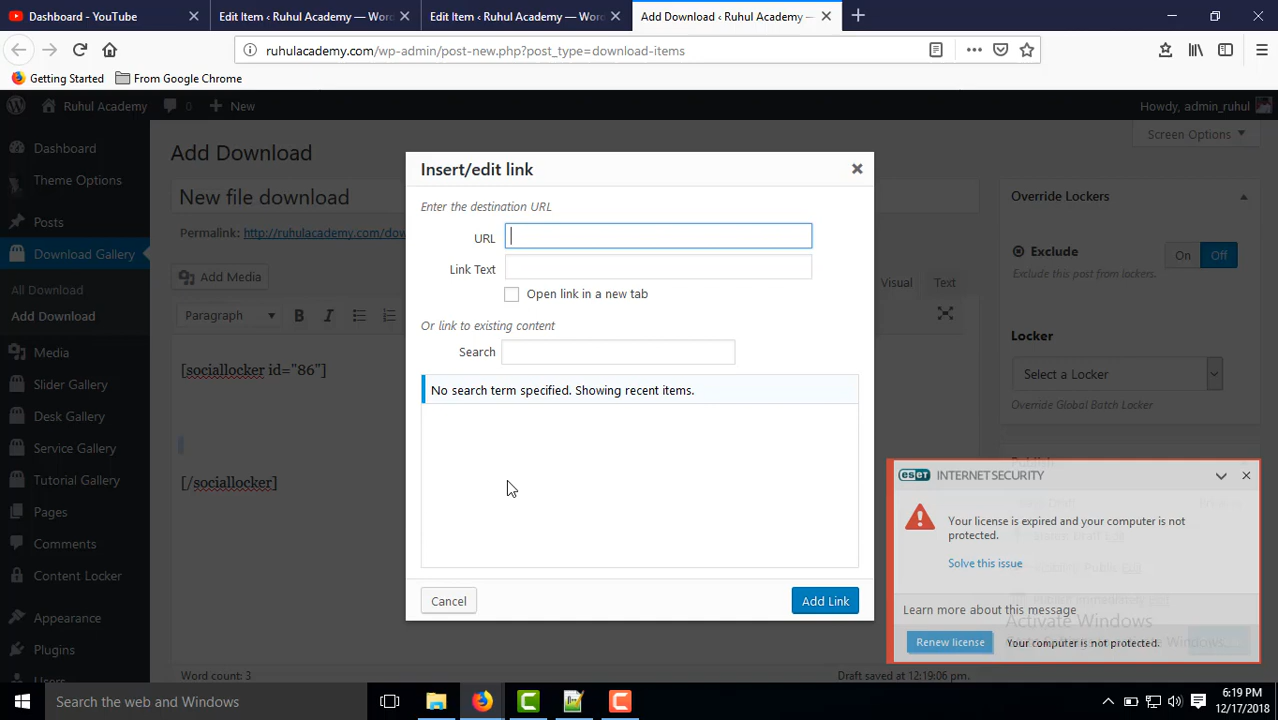 Dashboard - YouTube
Edit Item ‹ Ruhul Academy — Wor
Edit Item ‹ Ruhul Academy — Wor
Add Download ‹ Ruhul Academy —
ruhulacademy.com/wp-admin/post-new.php?post_type=download-items
Getting Started
From Google Chrome
Ruhul Academy
0
New
Howdy, admin_ruhul
Dashboard
Theme Options
Posts
Download Gallery
All Download
Add Download
Media
Slider Gallery
Desk Gallery
Service Gallery
Tutorial Gallery
Pages
Comments
Content Locker
Appearance
Plugins
Users
Screen Options
Add Download
New file download
Permalink: http://ruhulacademy.com/dow
Add Media
Visual
Text
Paragraph
B
I
[sociallocker id="86"]
[/sociallocker]
Word count: 3
Draft saved at 12:19:06 pm.
Insert/edit link
Enter the destination URL
URL
Link Text
Open link in a new tab
Or link to existing content
Search
No search term specified. Showing recent items.
Cancel
Add Link
Override Lockers
Exclude
On
Off
Exclude this post from lockers.
Locker
Select a Locker
Override Global Batch Locker
Publish
eset INTERNET SECURITY
Your license is expired and your computer is not
protected.
Solve this issue
Learn more about this message
Activate Windows
Renew license
Your computer is not protected.
Search the web and Windows
6:19 PM
12/17/2018